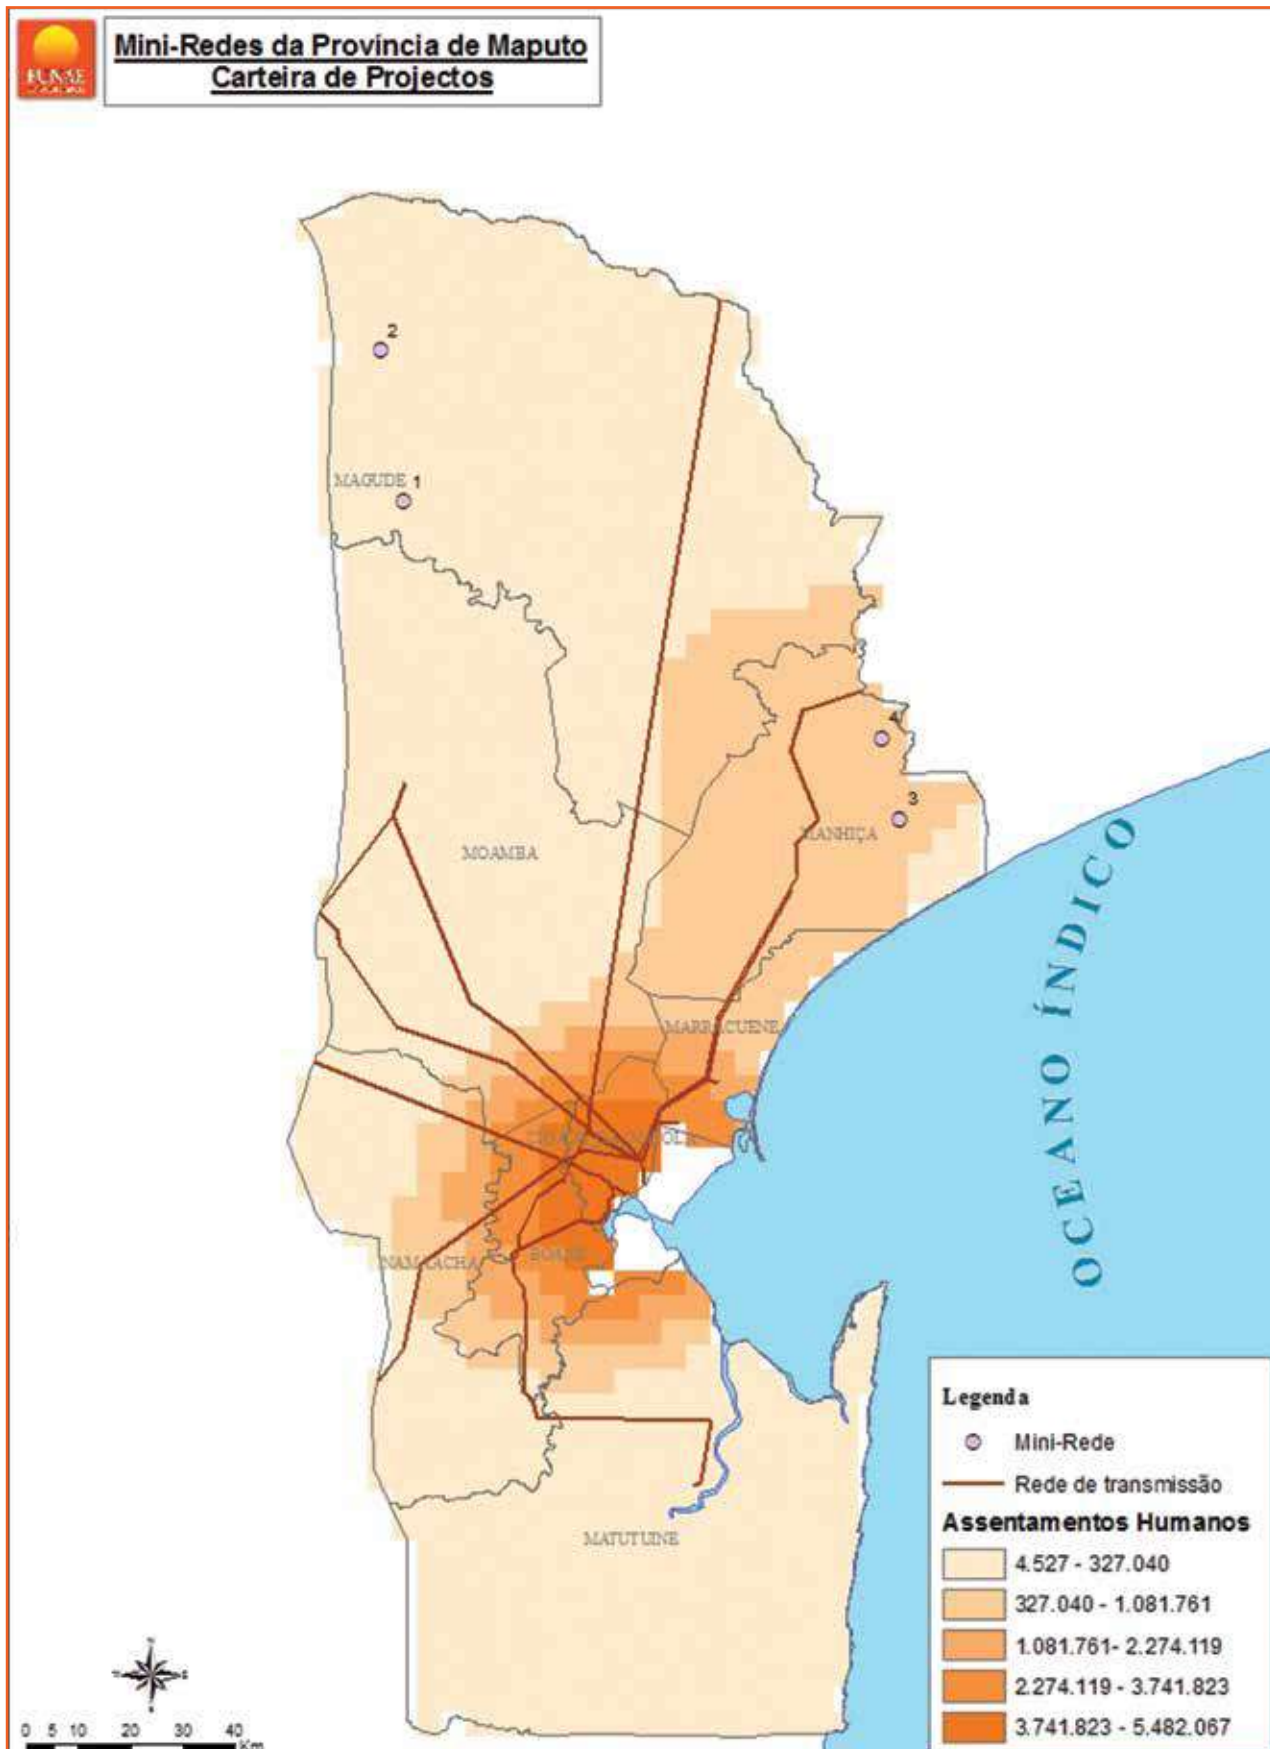 FUNAE
Mini-Redes da Província de Maputo
Carteira de Projectos
2
MAGUDE 1
4
3
MANHIÇA
MOAMBA
OCEANO ÍNDICO
MARRACUENE
NAMAACHA
BOANE
MATUTUINE
Legenda
Mini-Rede
Rede de transmissão
Assentamentos Humanos
4.527 - 327.040
327.040 - 1.081.761
1.081.761- 2.274.119
2.274.119 - 3.741.823
3.741.823 - 5.482.067
0 5 10 20 30 40
Km